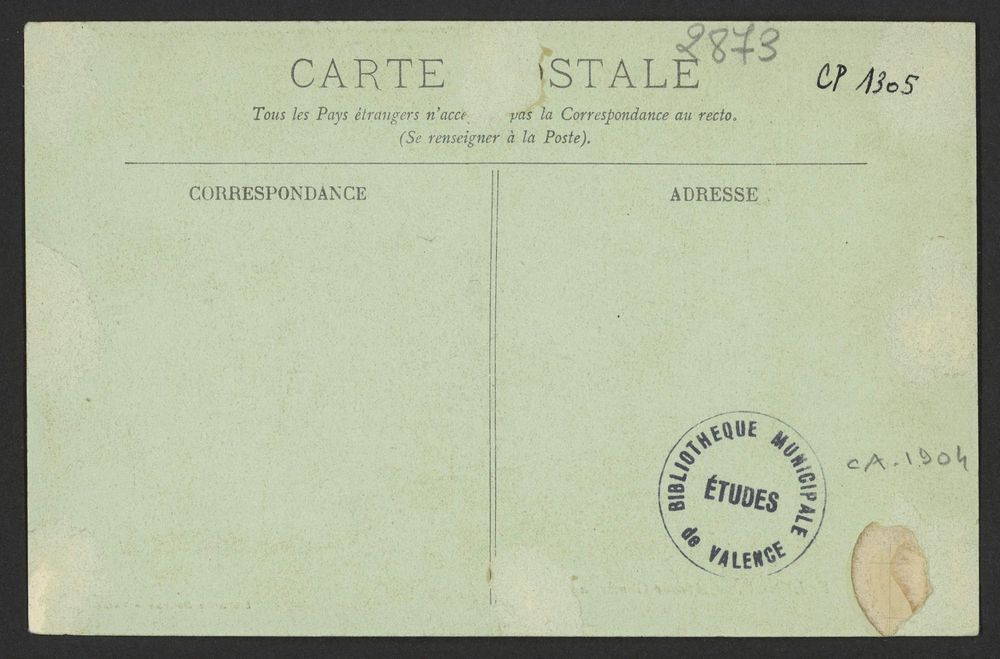 2873
CARTE STALE
CP 1305
Tous les Pays étrangers n'acce pas la Correspondance au recto.
(Se renseigner à la Poste).
CORRESPONDANCE
ADRESSE
BIBLIOTHEQUE MUNICIPALE
ÉTUDES
de VALENCE
CA. 1904